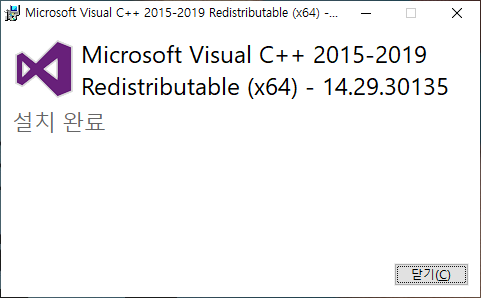 Microsoft Visual C++ 2015-2019 Redistributable (x64) -...
Microsoft Visual C++ 2015-2019
Redistributable (x64) - 14.29.30135
설치 완료
닫기(C)